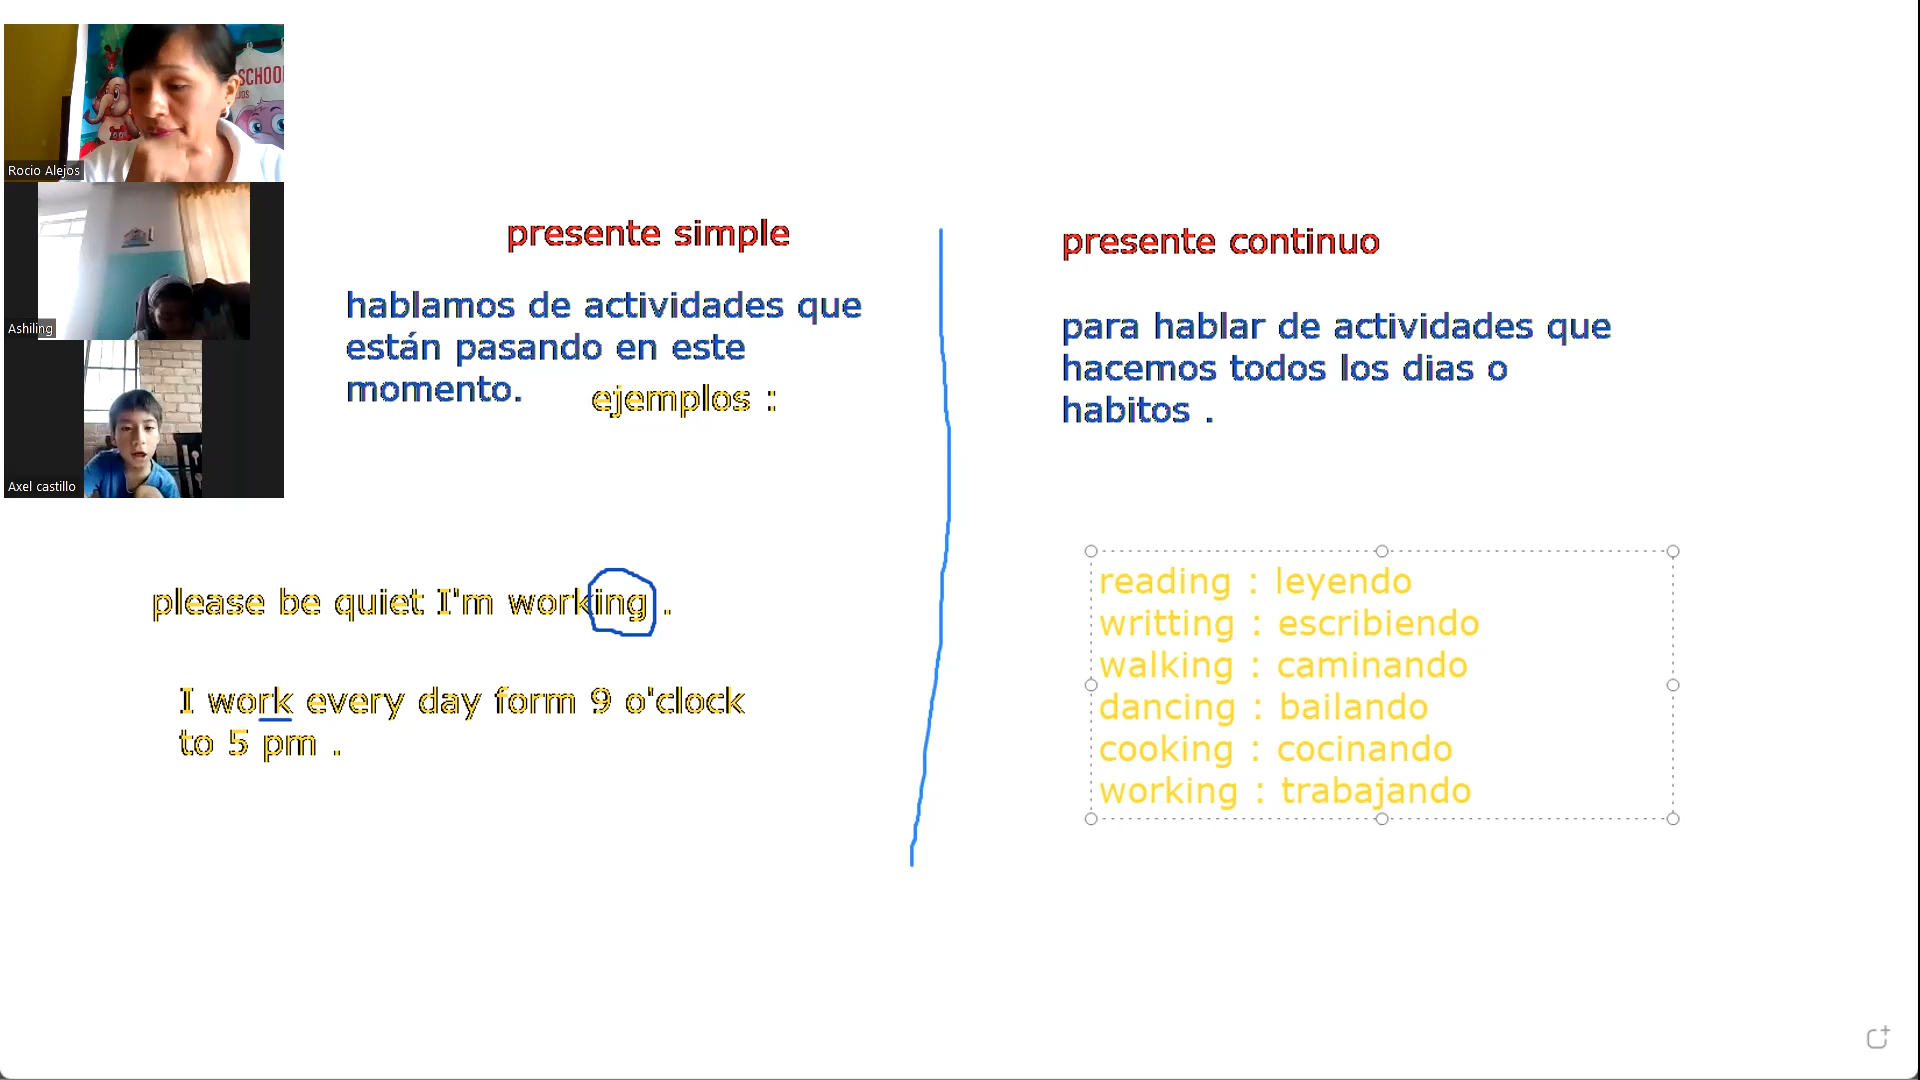 SCHOOL
Rocio Alejos
Ashiling
Axel castillo
presente simple
hablamos de actividades que
están pasando en este
momento.
ejemplos :
please be quiet I'm working .
I work every day form 9 o'clock
to 5 pm .
presente continuo
para hablar de actividades que
hacemos todos los dias o
habitos .
reading : leyendo
writting : escribiendo
walking : caminando
dancing : bailando
cooking : cocinando
working : trabajando